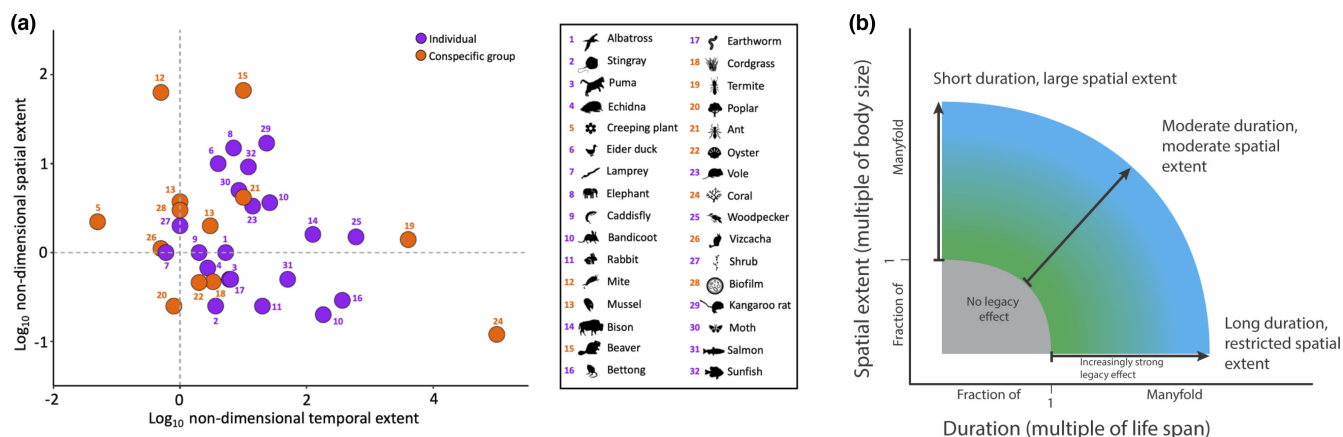 (a)
Log10 non-dimensional spatial extent
2
1
0
-1
-2
0
2
4
Log10 non-dimensional temporal extent
Individual
Conspecific group
12
15
8
29
6
32
30
21
10
23
13
28
27
13
5
26
7
9
1
4
3
17
22
18
20
2
31
11
14
25
19
16
10
24
1 Albatross
2 Stingray
3 Puma
4 Echidna
5 Creeping plant
6 Eider duck
7 Lamprey
8 Elephant
9 Caddisfly
10 Bandicoot
11 Rabbit
12 Mite
13 Mussel
14 Bison
15 Beaver
16 Bettong
17 Earthworm
18 Cordgrass
19 Termite
20 Poplar
21 Ant
22 Oyster
23 Vole
24 Coral
25 Woodpecker
26 Vizcacha
27 Shrub
28 Biofilm
29 Kangaroo rat
30 Moth
31 Salmon
32 Sunfish
(b)
Spatial extent (multiple of body size)
Manyfold
1
Fraction of
Short duration, large spatial extent
Moderate duration,
moderate spatial
extent
No legacy
effect
Long duration,
restricted spatial
extent
Increasingly strong
legacy effect
Fraction of
1
Manyfold
Duration (multiple of life span)